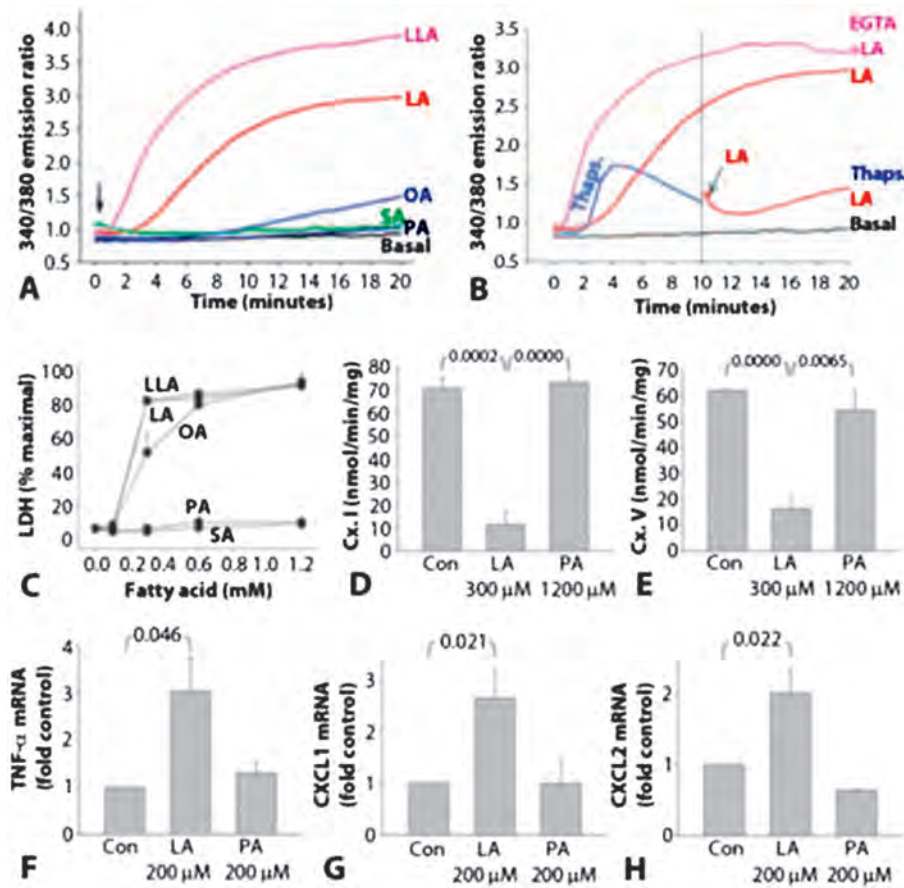 340/380 emission ratio
4.0
3.5
3.0
2.5
2.0
1.5
1.0
0.5
LLA
LA
OA
SA
PA
Basal
0 2 4 6 8 10 12 14 16 18 20
Time (minutes)
A
340/380 emission ratio
3.5
3.0
2.5
2.0
1.5
1.0
0.5
EGTA
+LA
LA
Thaps.
LA
Thaps.
LA
Basal
0 2 4 6 8 10 12 14 16 18 20
Time (minutes)
B
LDH (% maximal)
100
80
60
40
20
0
LLA
LA
OA
PA
SA
0.0 0.2 0.4 0.6 0.8 1.0 1.2
Fatty acid (mM)
C
Cx. I (nmol/min/mg)
80
70
60
50
40
30
20
10
0
0.0002 0.0000
Con LA PA
300 μM 1200 μM
D
Cx. V (nmol/min/mg)
70
60
50
40
30
20
10
0
0.0000 0.0065
Con LA PA
300 μM 1200 μM
E
TNF-α mRNA
(fold control)
4
3
2
1
0
0.046
Con LA PA
200 μM 200 μM
F
CXCL1 mRNA
(fold control)
3
2
1
0
0.021
Con LA PA
200 μM 200 μM
G
CXCL2 mRNA
(fold control)
2
1
0
0.022
Con LA PA
200 μM 200 μM
H